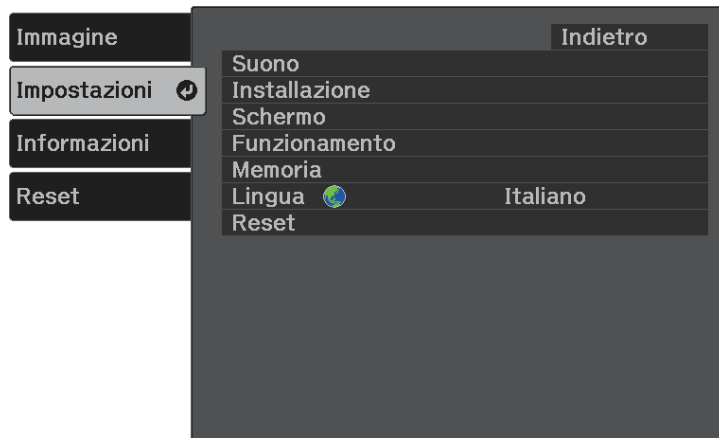 Immagine
Impostazioni
Informazioni
Reset
Indietro
Suono
Installazione
Schermo
Funzionamento
Memoria
Lingua Italiano
Reset